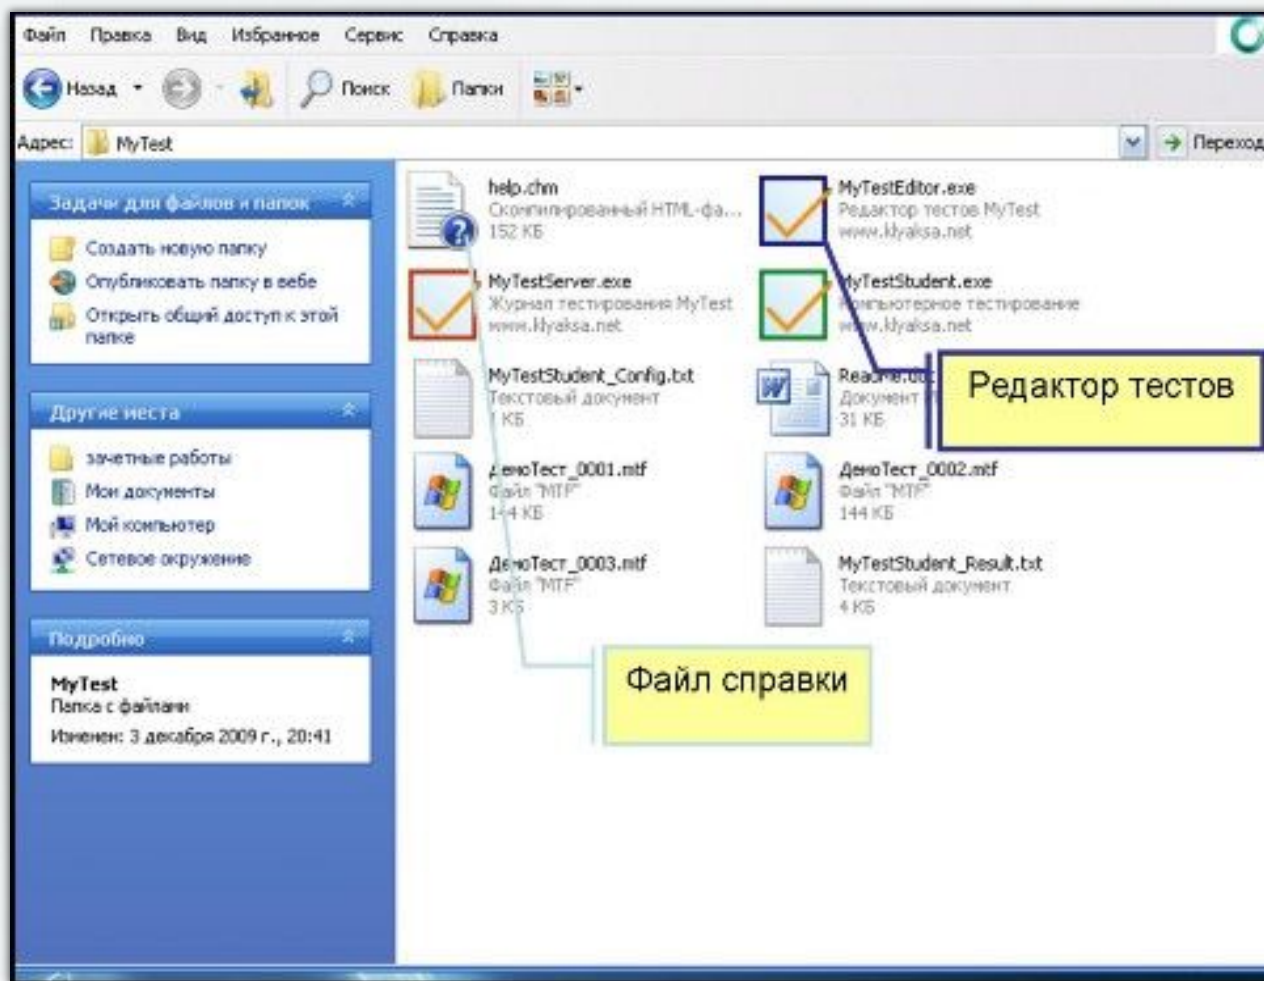 Файл Правка Вид Избранное Сервис Справка
Назад Поиск Папки
Адрес: MyTest Переход
Задачи для файлов и папок
Создать новую папку
Опубликовать папку в вебе
Открыть общий доступ к этой
папке
Другие места
зачетные работы
Мои документы
Мой компьютер
Сетевое окружение
Подробно
MyTest
Папка с файлами
Изменен: 3 декабря 2009 г., 20:41
help.chm
Скомпилированный HTML-фа...
152 КБ
MyTestEditor.exe
Редактор тестов MyTest
www.klyaksa.net
MyTestServer.exe
Журнал тестирования MyTest
www.klyaksa.net
MyTestStudent.exe
Компьютерное тестирование
www.klyaksa.net
MyTestStudent_Config.txt
Текстовый документ
1 КБ
ReadMe.doc
Документ
31 КБ
Редактор тестов
ДемоТест_0001.mtf
Файл "MTF"
144 КБ
ДемоТест_0002.mtf
Файл "MTF"
144 КБ
ДемоТест_0003.mtf
Файл "MTF"
3 КБ
MyTestStudent_Result.txt
Текстовый документ
4 КБ
Файл справки